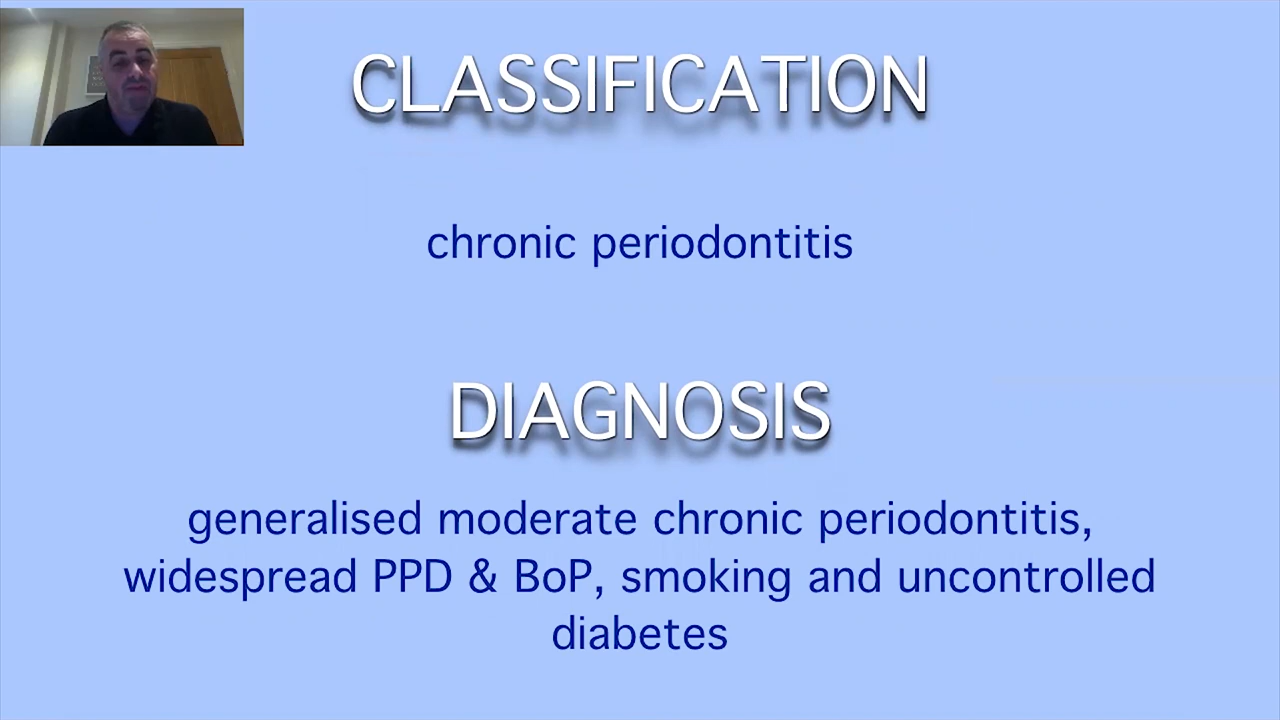 CLASSIFICATION
chronic periodontitis
DIAGNOSIS
generalised moderate chronic periodontitis,
widespread PPD & BoP, smoking and uncontrolled
diabetes